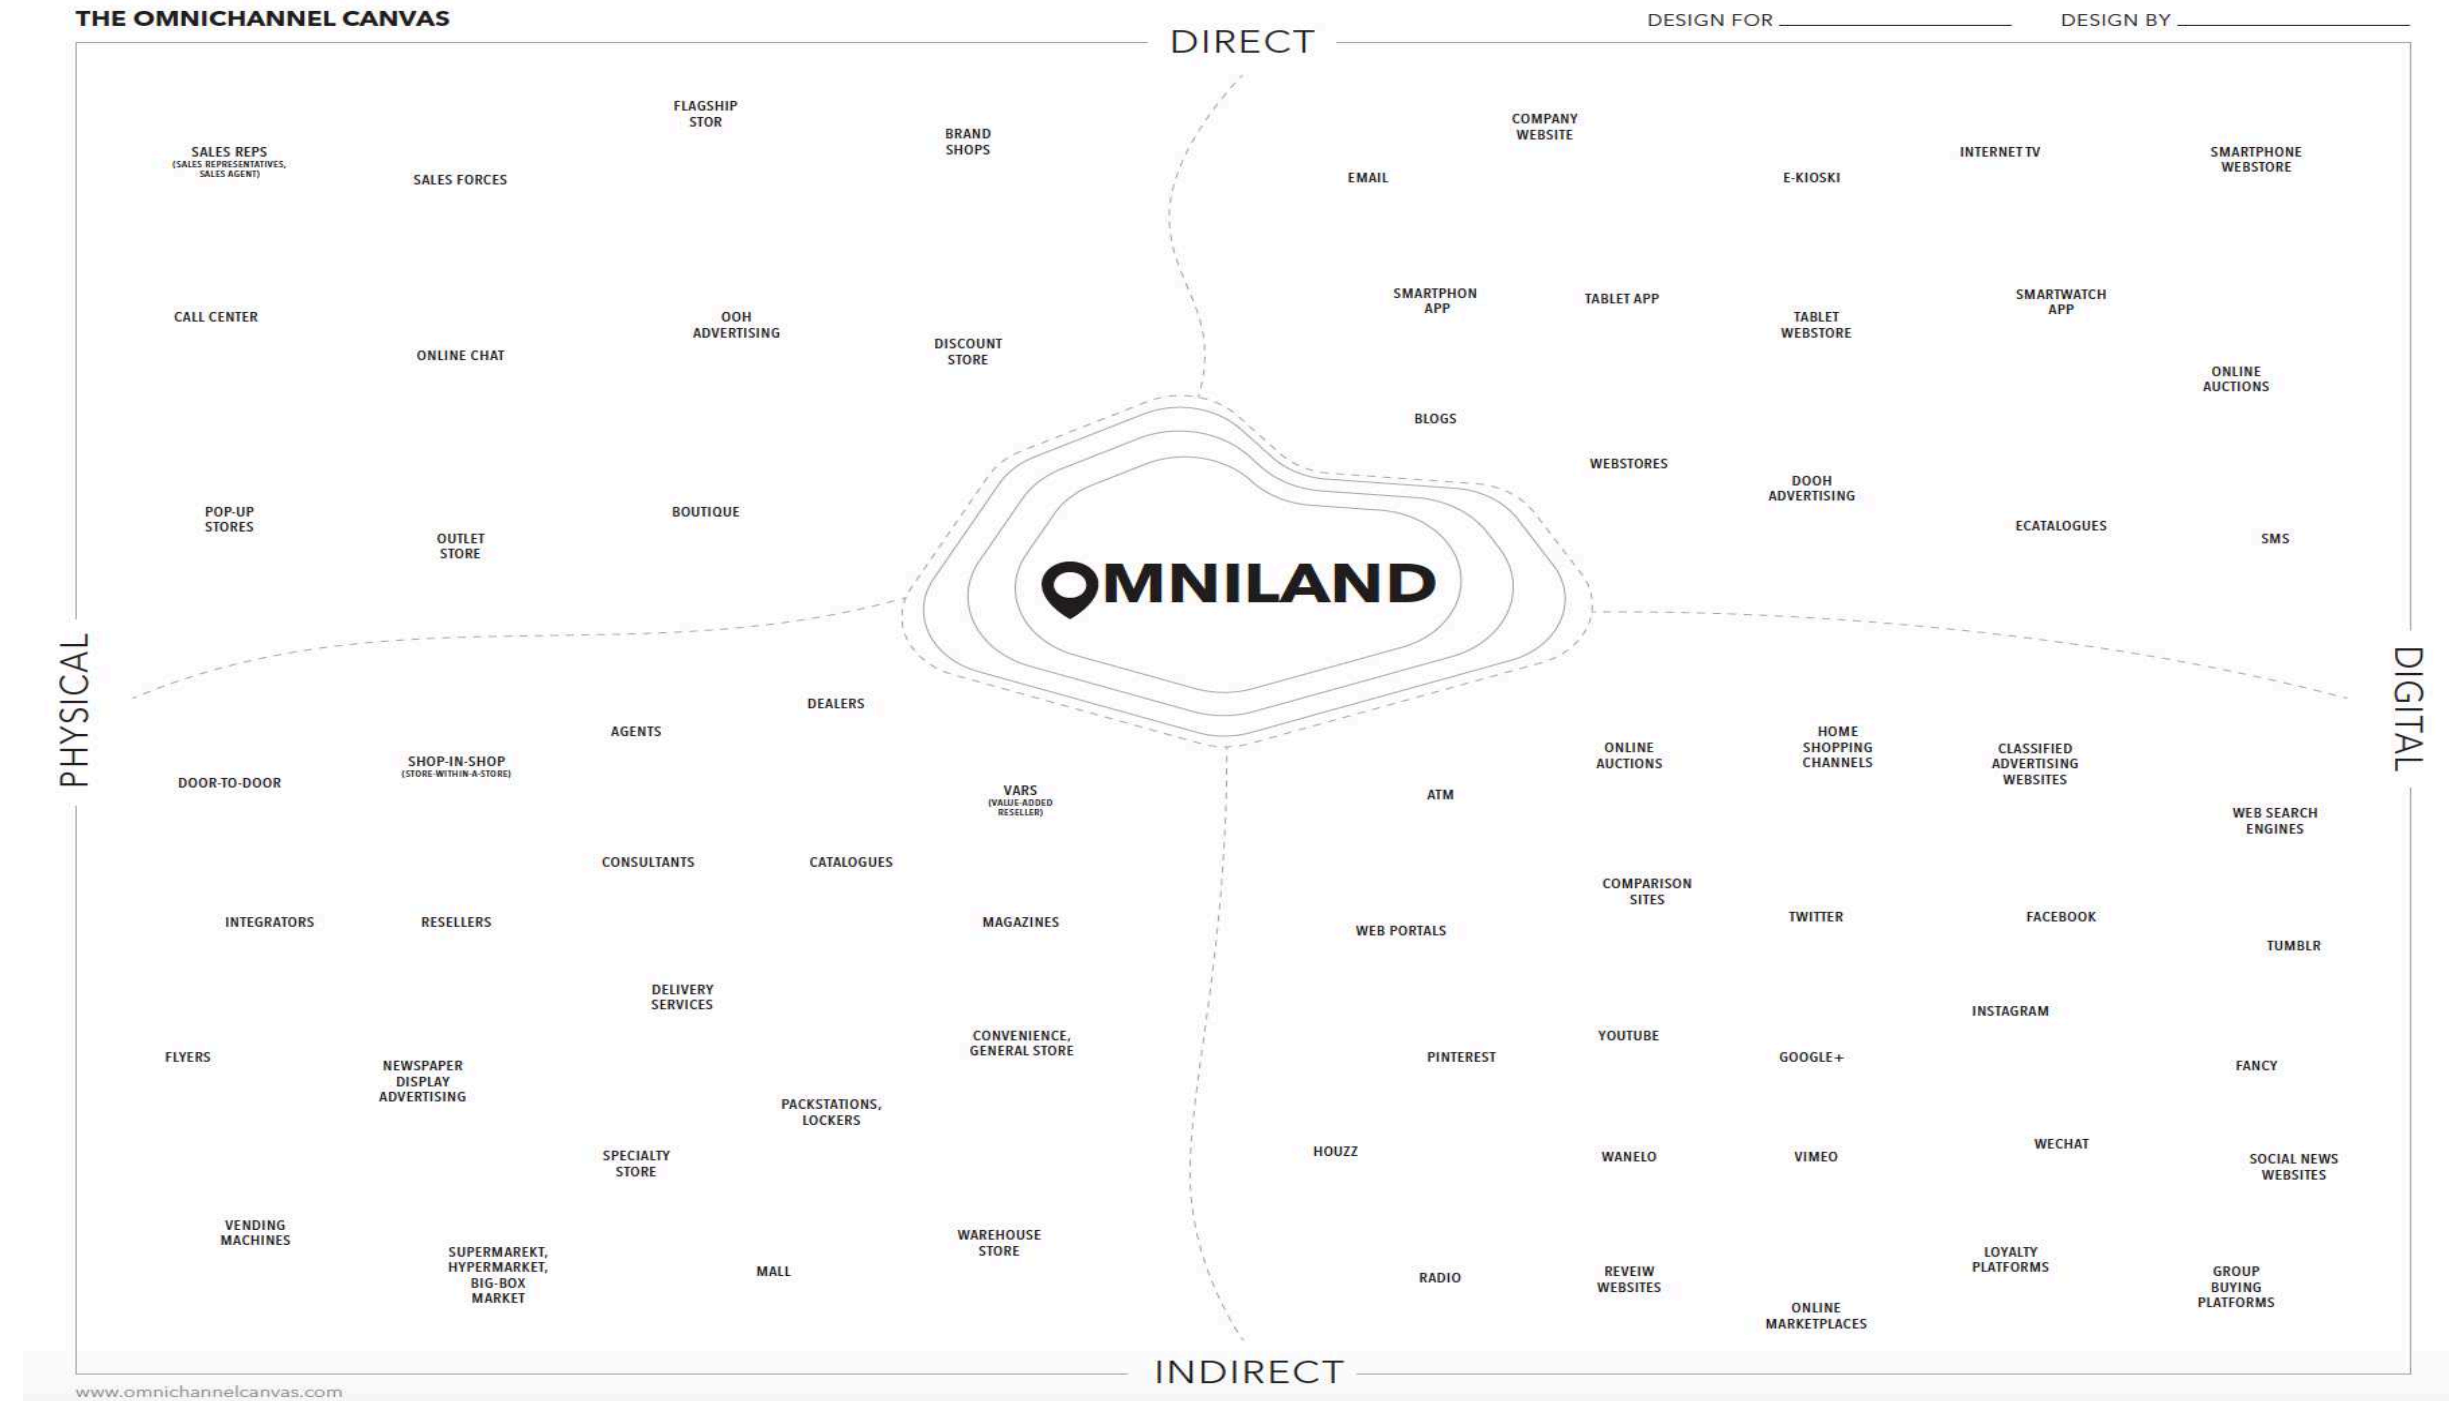 THE OMNICHANNEL CANVAS
DESIGN FOR
DESIGN BY
DIRECT
FLAGSHIP
STOR
BRAND
SHOPS
SALES REPS
(SALES REPRESENTATIVES,
SALES AGENT)
SALES FORCES
CALL CENTER
ONLINE CHAT
OOH
ADVERTISING
DISCOUNT
STORE
POP-UP
STORES
OUTLET
STORE
BOUTIQUE
COMPANY
WEBSITE
EMAIL
E-KIOSKI
INTERNET TV
SMARTPHONE
WEBSTORE
SMARTPHON
APP
TABLET APP
TABLET
WEBSTORE
SMARTWATCH
APP
ONLINE
AUCTIONS
BLOGS
WEBSTORES
DOOH
ADVERTISING
ECATALOGUES
SMS
OMNILAND
PHYSICAL
DIGITAL
DEALERS
AGENTS
SHOP-IN-SHOP
(STORE-WITHIN-A-STORE)
DOOR-TO-DOOR
VARS
(VALUE-ADDED
RESELLER)
CONSULTANTS
CATALOGUES
INTEGRATORS
RESELLERS
MAGAZINES
DELIVERY
SERVICES
CONVENIENCE,
GENERAL STORE
FLYERS
NEWSPAPER
DISPLAY
ADVERTISING
PACKSTATIONS,
LOCKERS
SPECIALTY
STORE
VENDING
MACHINES
SUPERMAREKT,
HYPERMARKET,
BIG-BOX
MARKET
MALL
WAREHOUSE
STORE
ONLINE
AUCTIONS
HOME
SHOPPING
CHANNELS
CLASSIFIED
ADVERTISING
WEBSITES
ATM
WEB SEARCH
ENGINES
COMPARISON
SITES
WEB PORTALS
TWITTER
FACEBOOK
TUMBLR
INSTAGRAM
YOUTUBE
PINTEREST
GOOGLE+
FANCY
HOUZZ
WANELO
VIMEO
WECHAT
SOCIAL NEWS
WEBSITES
RADIO
REVEIW
WEBSITES
LOYALTY
PLATFORMS
GROUP
BUYING
PLATFORMS
ONLINE
MARKETPLACES
INDIRECT
www.omnichannelcanvas.com